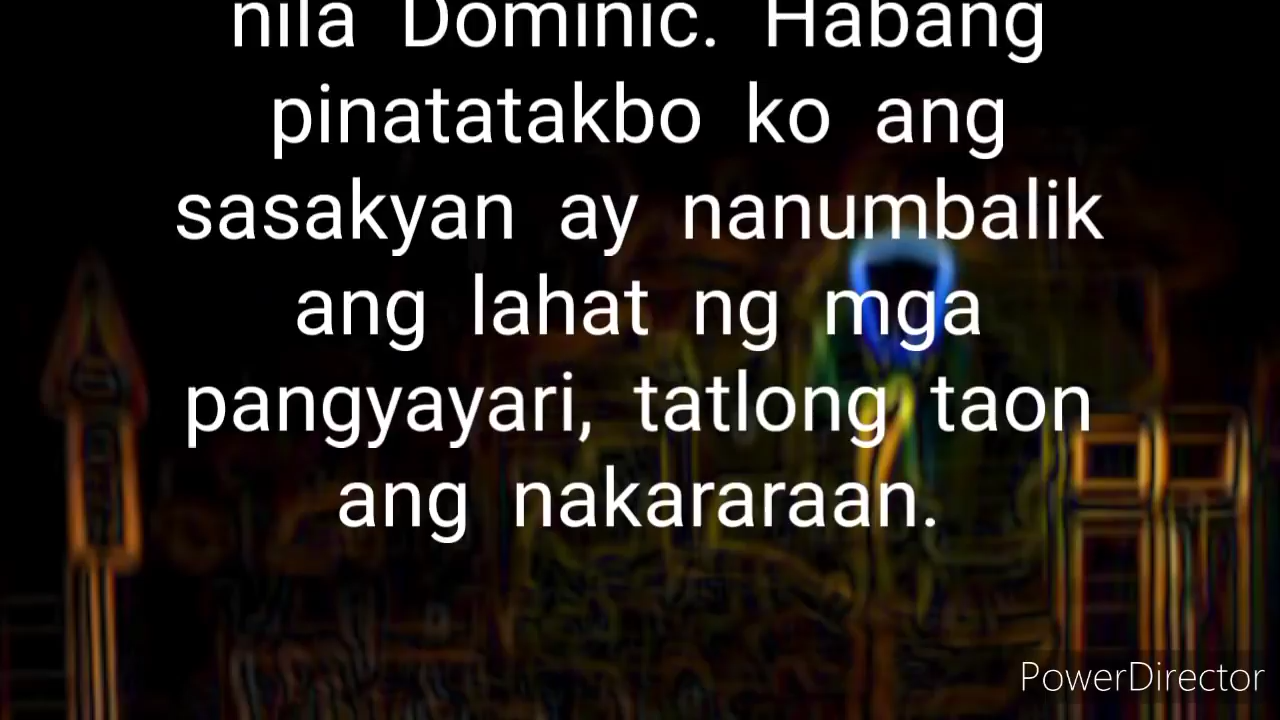 nila Dominic. Habang
pinatatakbo ko ang
sasakyan ay nanumbalik
ang lahat ng mga
pangyayari, tatlong taon
ang nakararaan.
PowerDirector